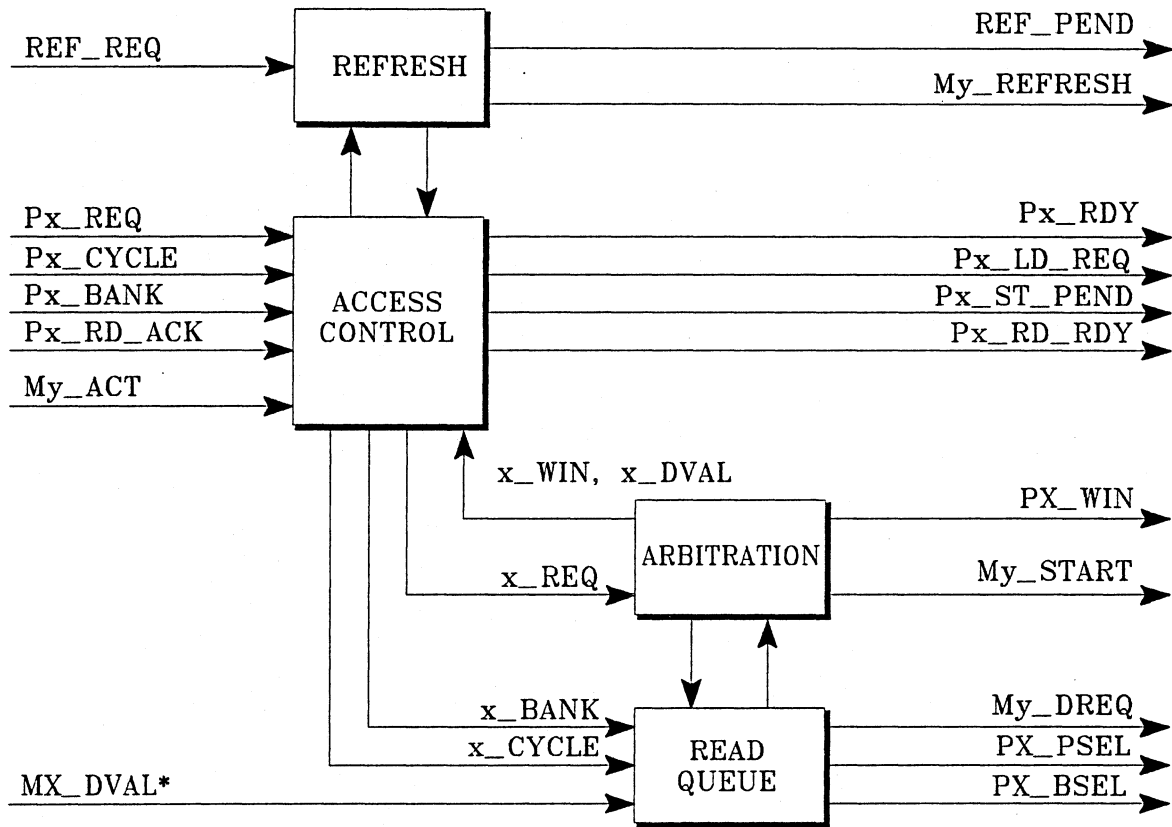 REF_REQ
REFRESH
REF_PEND
My_REFRESH
Px_REQ
Px_CYCLE
Px_BANK
Px_RD_ACK
My_ACT
ACCESS
CONTROL
Px_RDY
Px_LD_REQ
Px_ST_PEND
Px_RD_RDY
x_WIN, x_DVAL
x_REQ
ARBITRATION
PX_WIN
My_START
x_BANK
x_CYCLE
MX_DVAL*
READ
QUEUE
My_DREQ
PX_PSEL
PX_BSEL